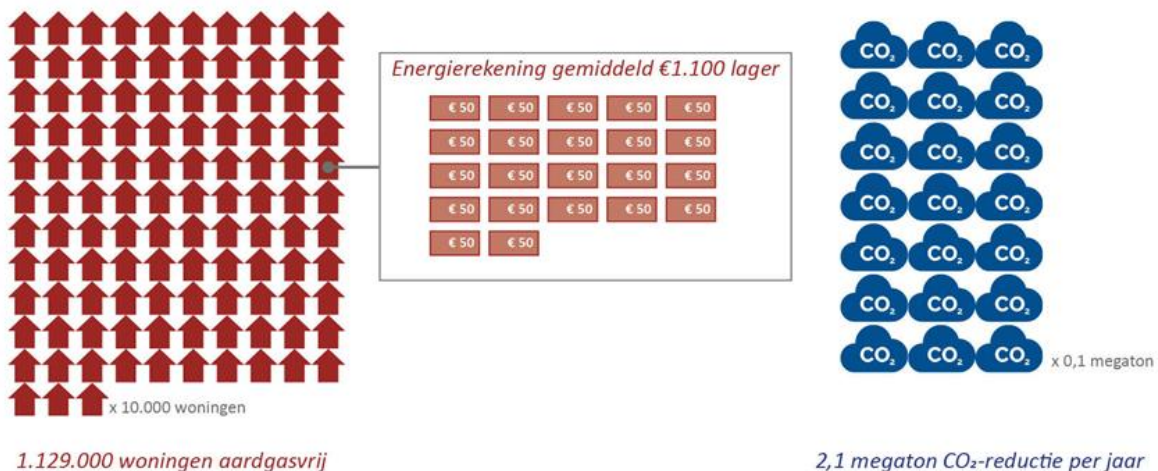 Energierekening gemiddeld €1.100 lager
€ 50 € 50 € 50 € 50 € 50
€ 50 € 50 € 50 € 50 € 50
€ 50 € 50 € 50 € 50 € 50
€ 50 € 50 € 50 € 50 € 50
€ 50 € 50
x 10.000 woningen
1.129.000 woningen aardgasvrij
CO₂ CO₂ CO₂
CO₂ CO₂ CO₂
CO₂ CO₂ CO₂
CO₂ CO₂ CO₂
CO₂ CO₂ CO₂
CO₂ CO₂ CO₂
CO₂ CO₂ CO₂
x 0,1 megaton
2,1 megaton CO₂-reductie per jaar